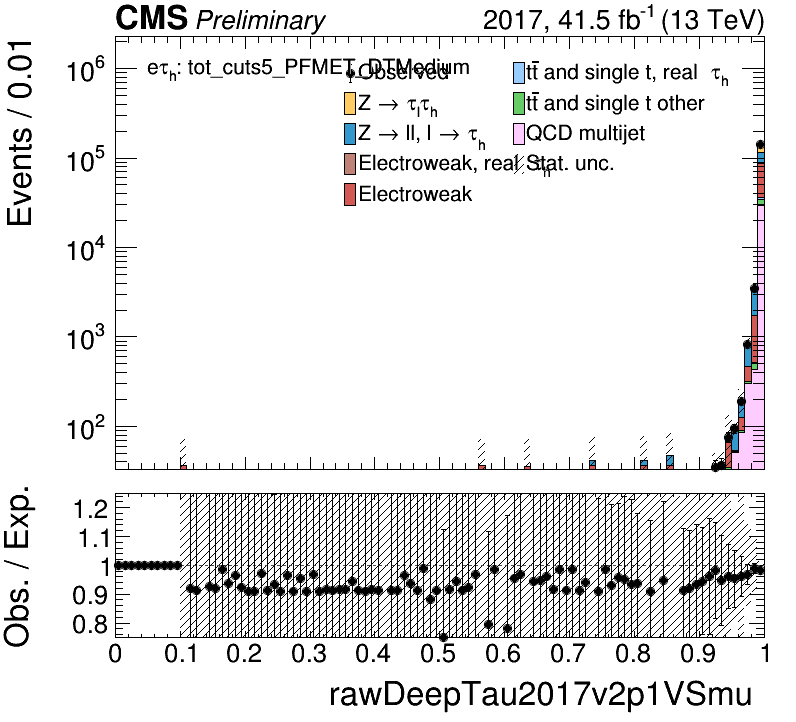 CMS Preliminary 2017, 41.5 fb⁻¹ (13 TeV)
eτh: tot_cuts5_PFMET_DTMedium
Observed
Z → τlτh
Z → ll, l → τh
Electroweak, real τh
Electroweak
tt̄ and single t, real τh
tt̄ and single t other
QCD multijet
Stat. unc.
Events / 0.01
10⁶
10⁵
10⁴
10³
10²
Obs. / Exp.
1.2
1.1
1
0.9
0.8
0 0.1 0.2 0.3 0.4 0.5 0.6 0.7 0.8 0.9 1
rawDeepTau2017v2p1VSmu